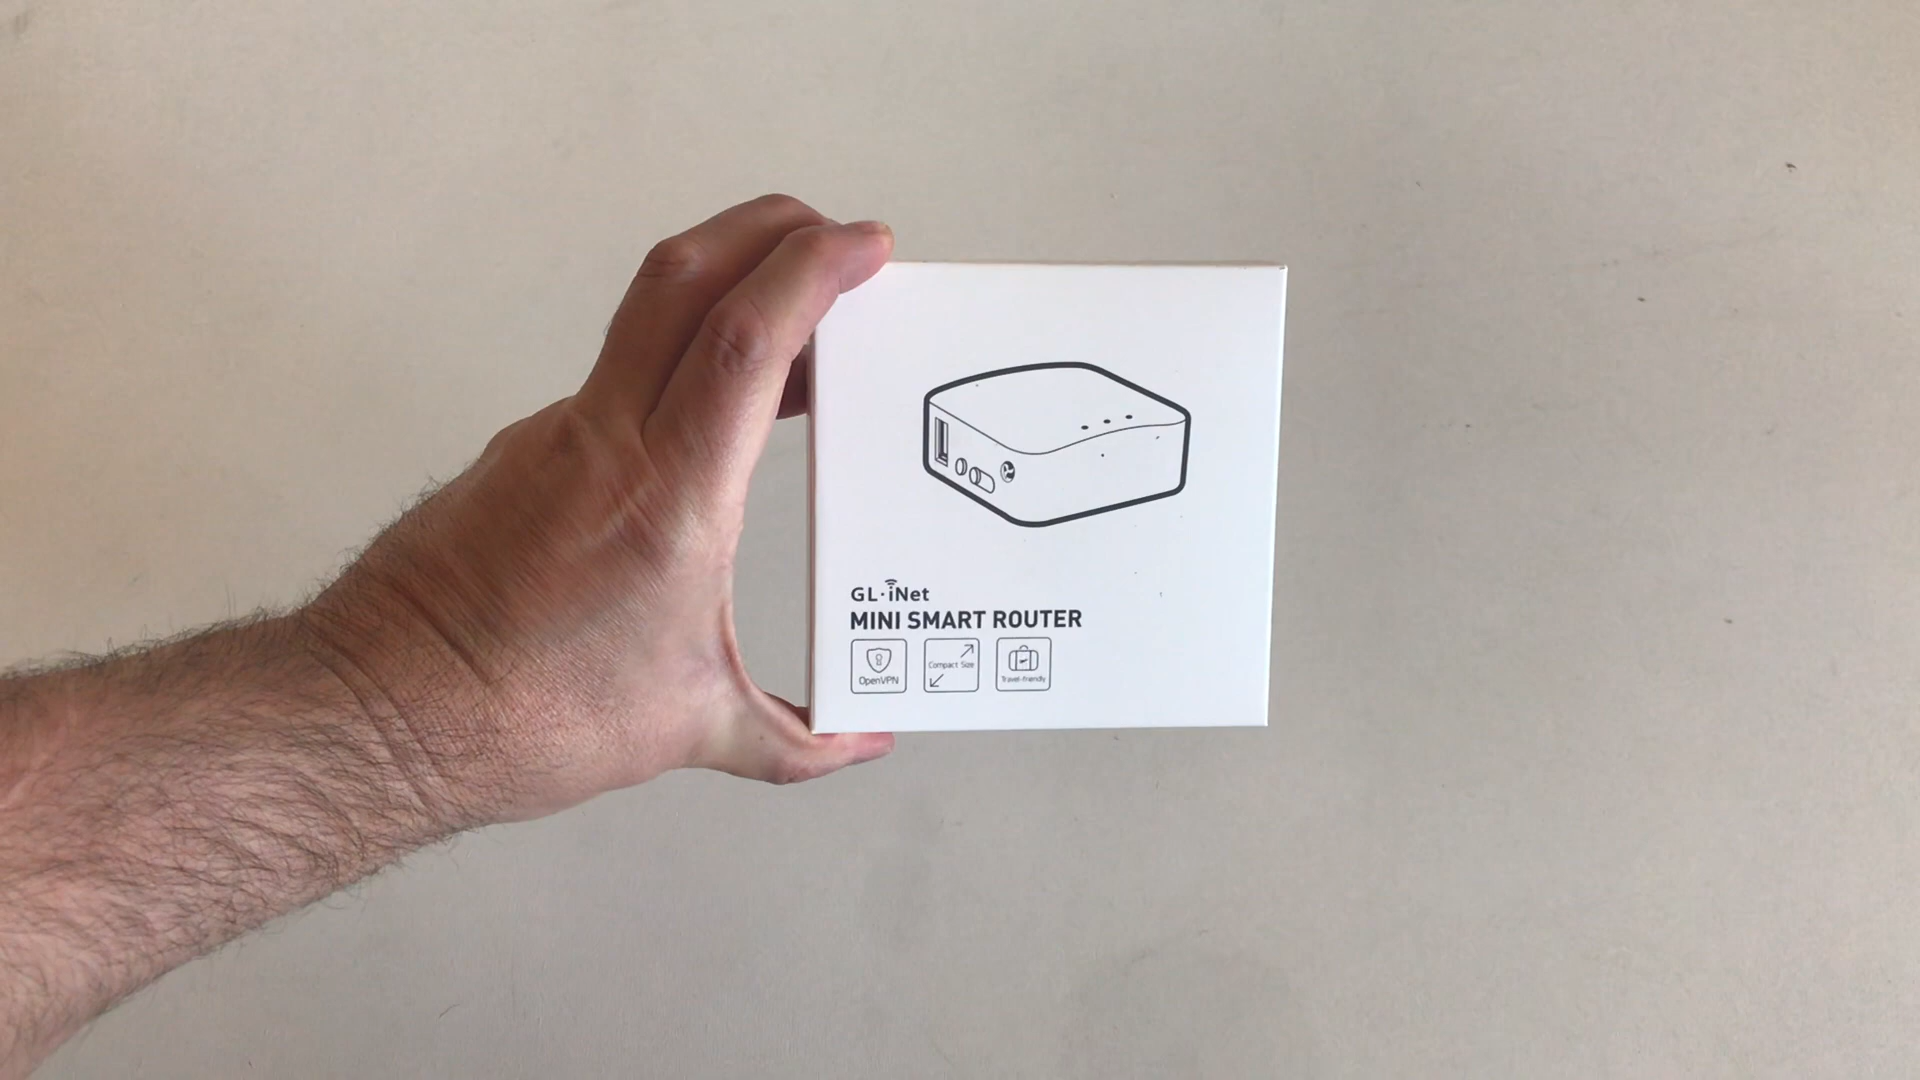 GL·iNet
MINI SMART ROUTER
OpenVPN
Compact Size
Travel-friendly